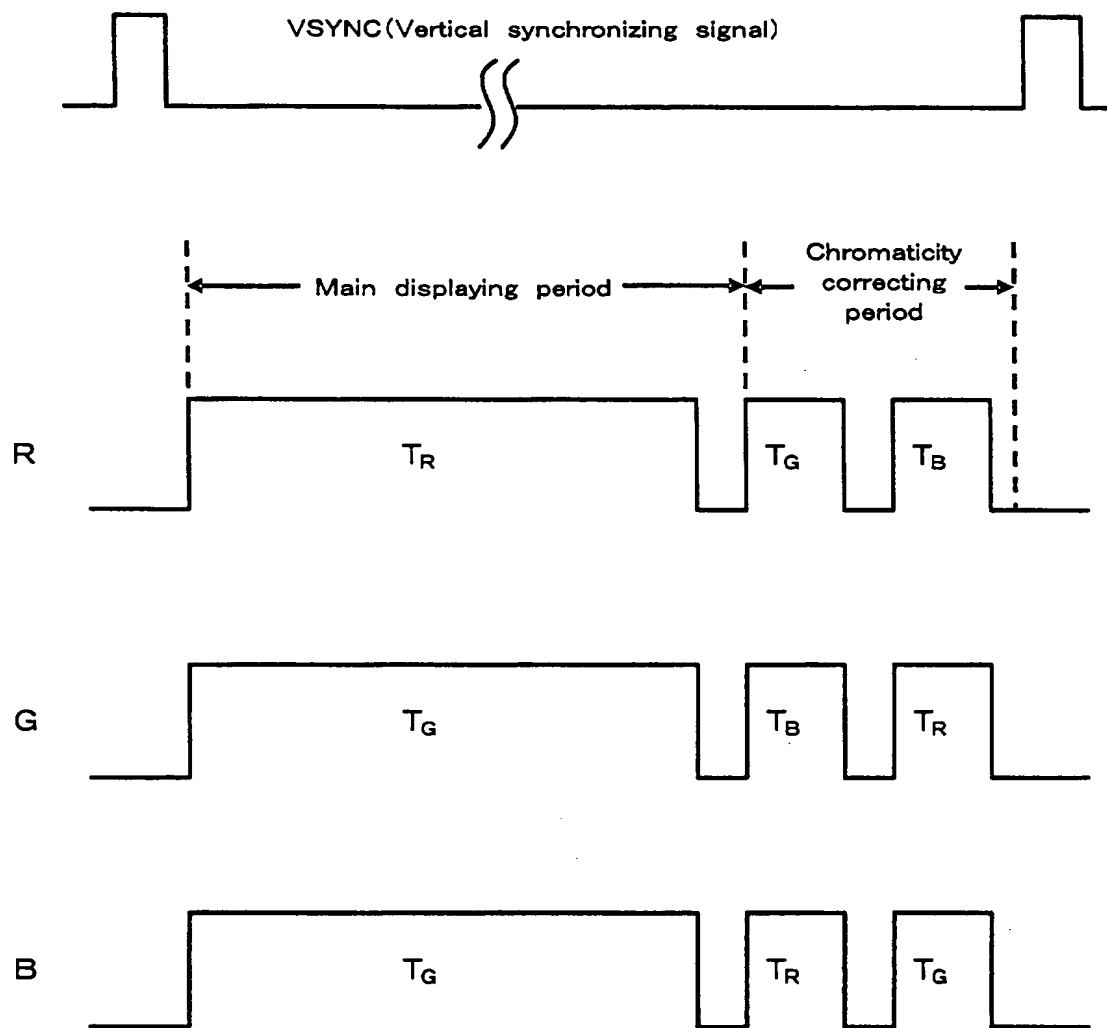 VSYNC(Vertical synchronizing signal)
Main displaying period
Chromaticity
correcting
period
R
TR
TG
TB
G
TG
TB
TR
B
TG
TR
TG